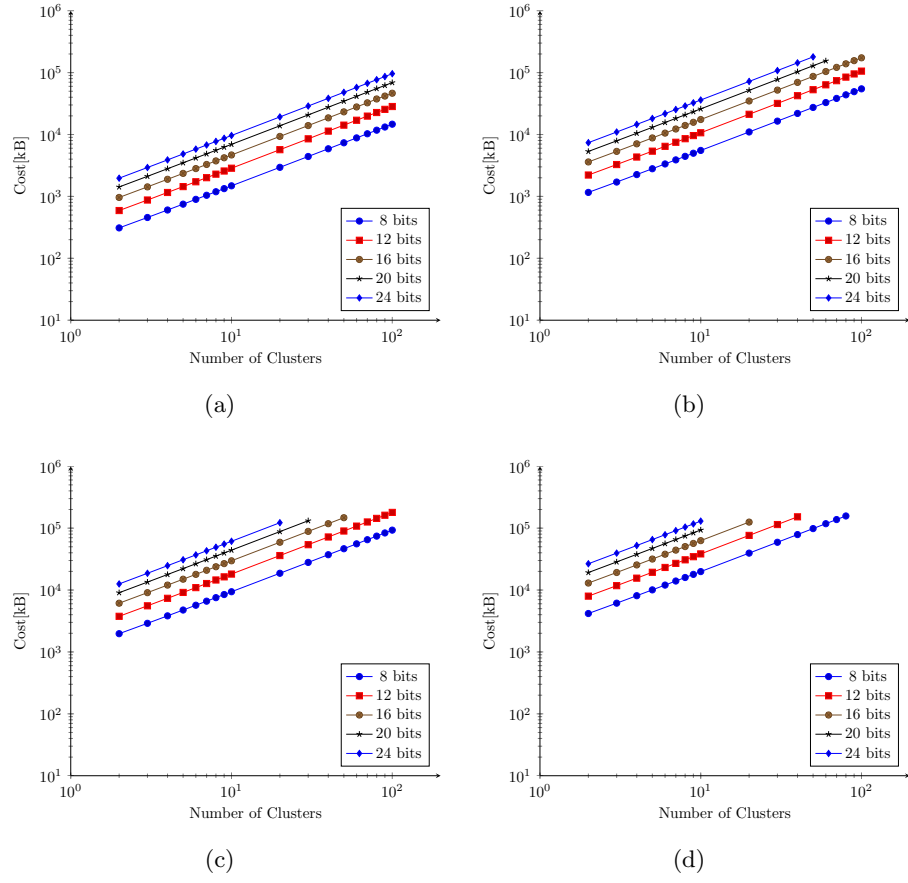 10^6
10^5
10^4
10^3
10^2
10^1
Cost[kB]
10^0
10^1
10^2
Number of Clusters
8 bits
12 bits
16 bits
20 bits
24 bits
(a)
10^6
10^5
10^4
10^3
10^2
10^1
Cost[kB]
10^0
10^1
10^2
Number of Clusters
8 bits
12 bits
16 bits
20 bits
24 bits
(b)
10^6
10^5
10^4
10^3
10^2
10^1
Cost[kB]
10^0
10^1
10^2
Number of Clusters
8 bits
12 bits
16 bits
20 bits
24 bits
(c)
10^6
10^5
10^4
10^3
10^2
10^1
Cost[kB]
10^0
10^1
10^2
Number of Clusters
8 bits
12 bits
16 bits
20 bits
24 bits
(d)